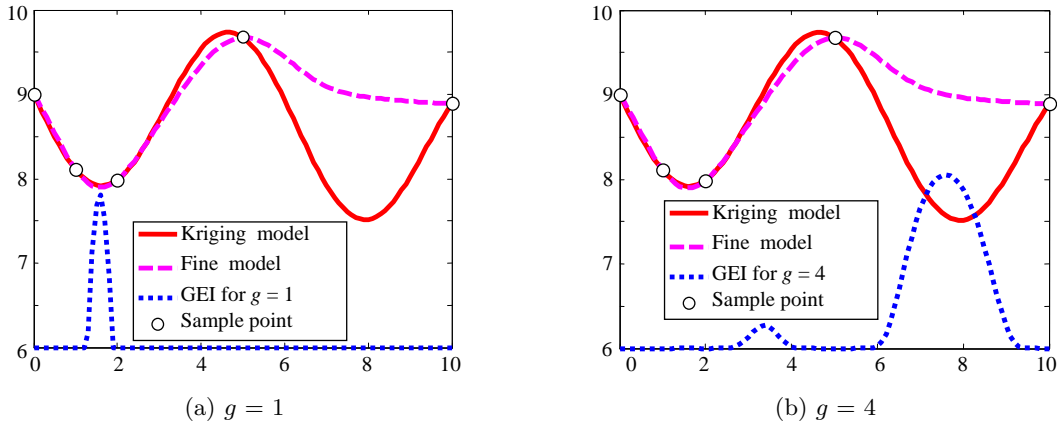 10
9
8
7
6
0
2
4
6
8
10
Kriging model
Fine model
GEI for g = 1
Sample point
(a) g = 1
10
9
8
7
6
0
2
4
6
8
10
Kriging model
Fine model
GEI for g = 4
Sample point
(b) g = 4